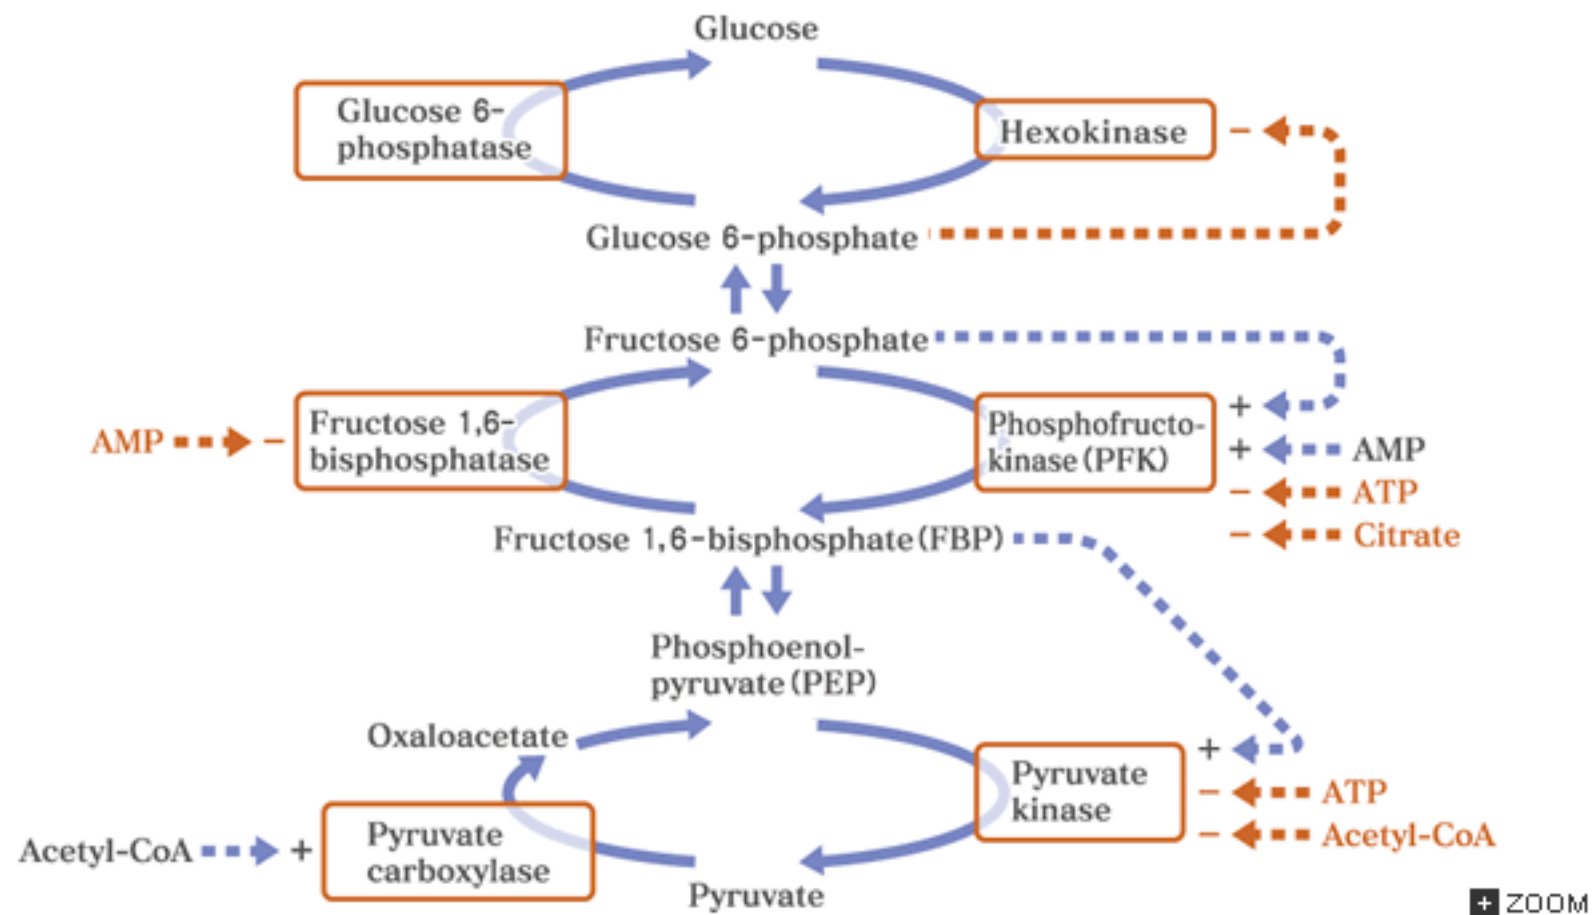 Glucose
Glucose 6-
phosphatase
Hexokinase
−
Glucose 6-phosphate
Fructose 6-phosphate
AMP
−
Fructose 1,6-
bisphosphatase
Phosphofructo-
kinase (PFK)
+
+ AMP
− ATP
− Citrate
Fructose 1,6-bisphosphate (FBP)
Phosphoenol-
pyruvate (PEP)
Oxaloacetate
Pyruvate
kinase
+
− ATP
− Acetyl-CoA
Acetyl-CoA
+
Pyruvate
carboxylase
Pyruvate
+ ZOOM